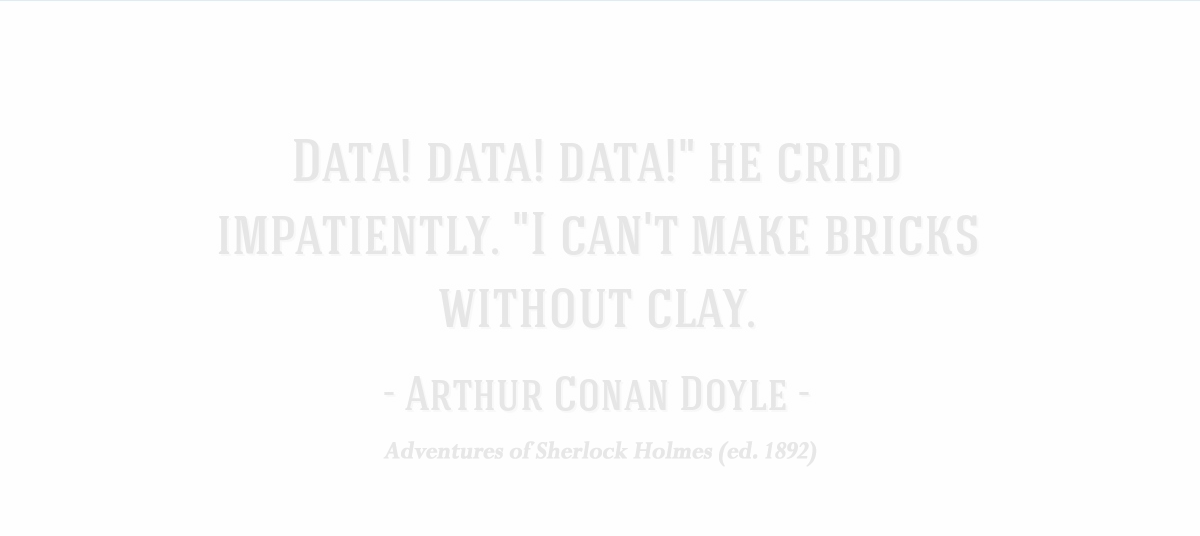 Data! data! data!" he cried
impatiently. "I can't make bricks
without clay.
- Arthur Conan Doyle -
Adventures of Sherlock Holmes (ed. 1892)